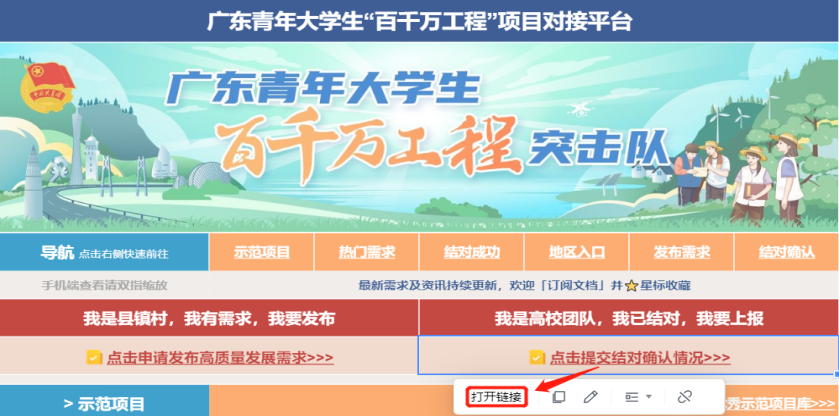 广东青年大学生“百千万工程”项目对接平台
广东青年大学生
百千万工程突击队
导航 点击右侧快速前往 示范项目 热门需求 结对成功 地区入口 发布需求 结对确认
手机端查看请双指缩放 最新需求及资讯持续更新，欢迎「订阅文档」并⭐星标收藏
我是县镇村，我有需求，我要发布 我是高校团队，我已结对，我要上报
点击申请发布高质量发展需求>>> 点击提交结对确认情况>>>
打开链接
> 示范项目 秀示范项目库>>>